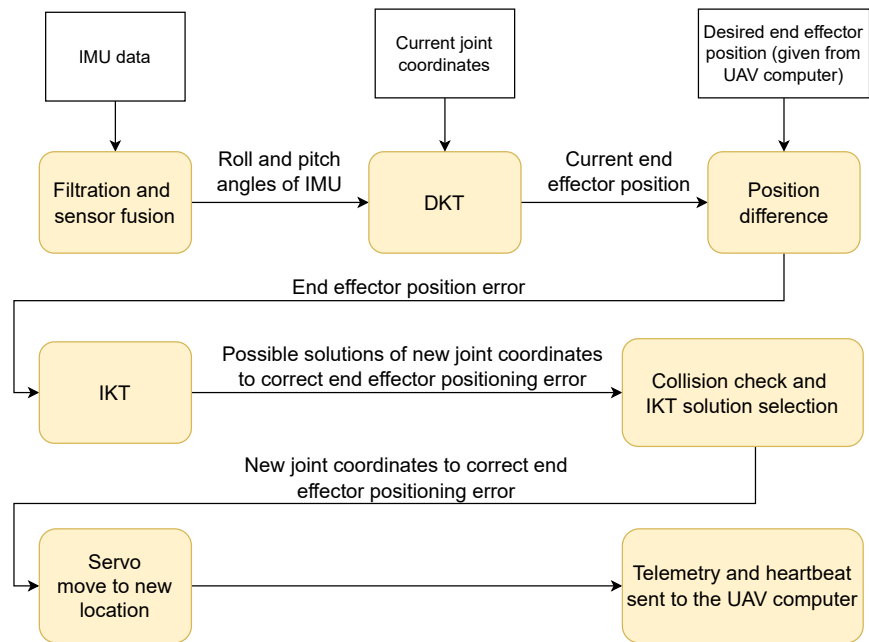 IMU data
Current joint
coordinates
Desired end effector
position (given from
UAV computer)
Filtration and
sensor fusion
Roll and pitch
angles of IMU
DKT
Current end
effector position
Position
difference
End effector position error
IKT
Possible solutions of new joint coordinates
to correct end effector positioning error
Collision check and
IKT solution selection
New joint coordinates to correct end
effector positioning error
Servo
move to new
location
Telemetry and heartbeat
sent to the UAV computer